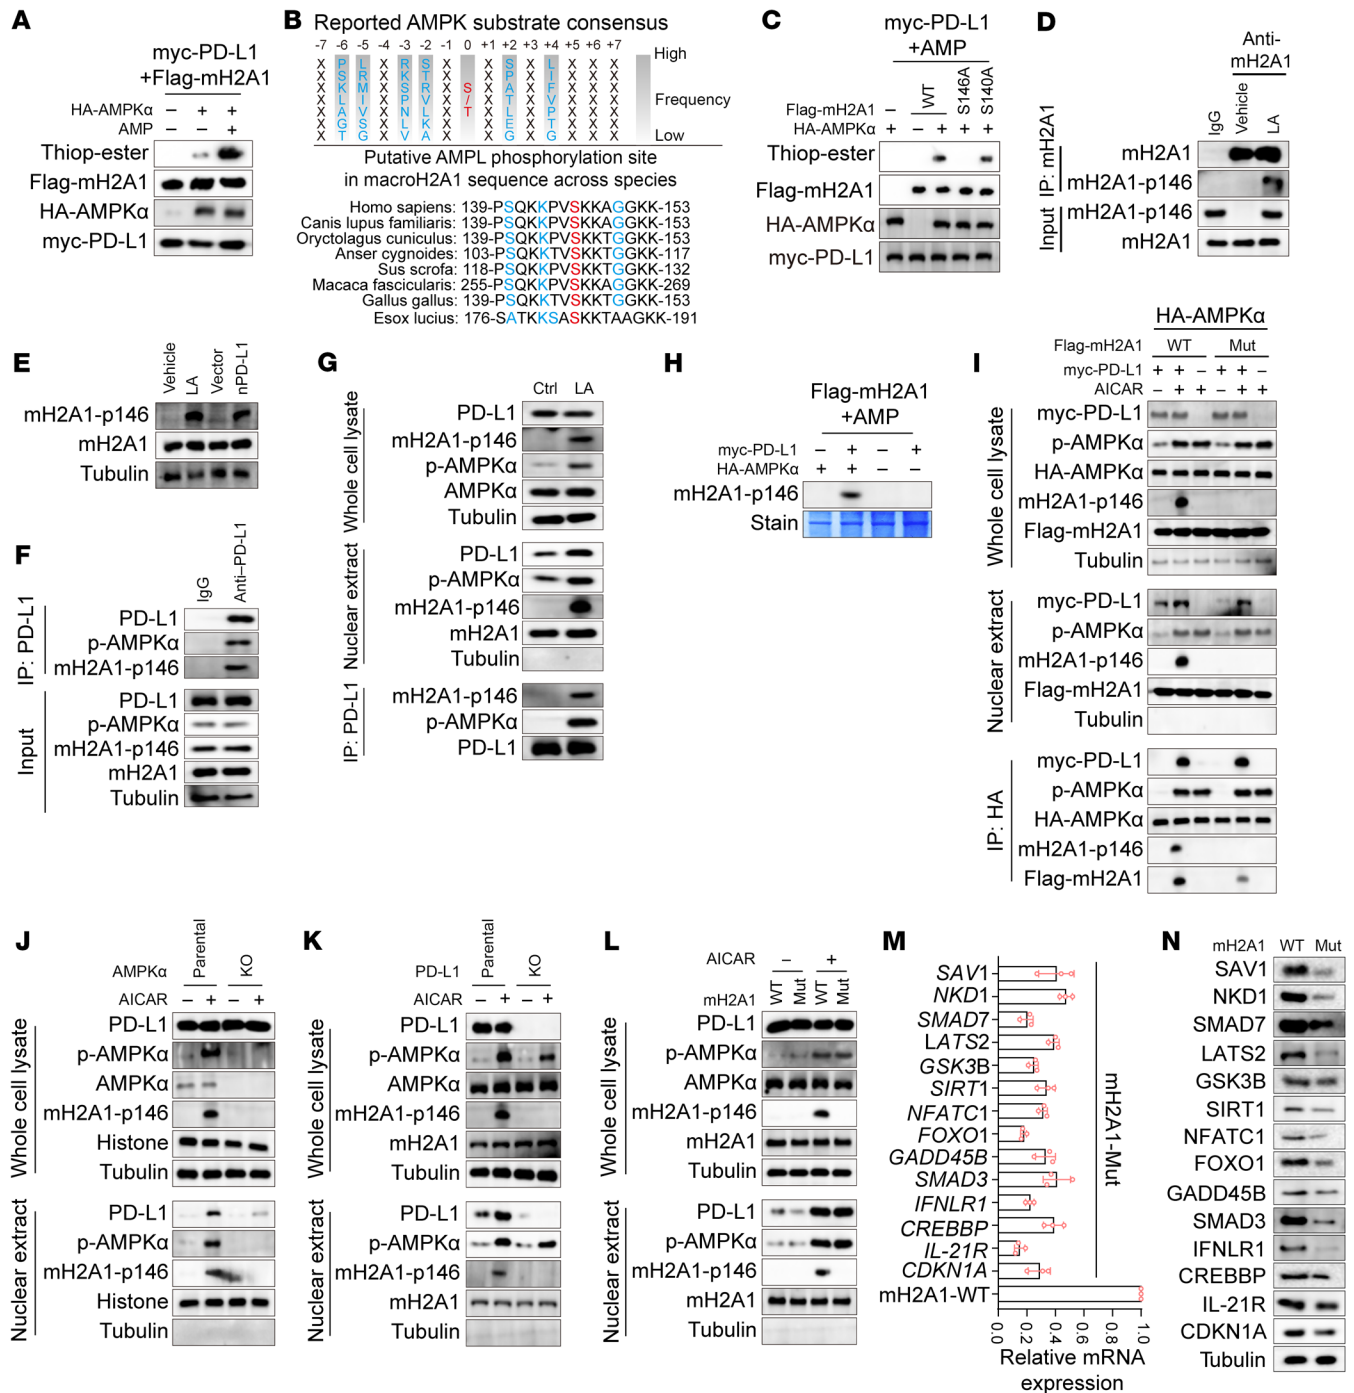 A
myc-PD-L1
+Flag-mH2A1
HA-AMPKα − + +
AMP − − +
Thiop-ester
Flag-mH2A1
HA-AMPKα
myc-PD-L1
B Reported AMPK substrate consensus
-7 -6 -5 -4 -3 -2 -1 0 +1 +2 +3 +4 +5 +6 +7
X P L X R S X X S X L X X X
X S R X K T X X P X I X X X
X K M X S R X S X A X F X X X
X L I X P V X / X T X V X X X
X A V X N L X T X L X P X X X
X G S X L K X X E X T X X X
X T G X V A X X G X G X X X
High
Frequency
Low
Putative AMPL phosphorylation site
in macroH2A1 sequence across species
Homo sapiens: 139-PSQKKPVSKKAGGKK-153
Canis lupus familiaris: 139-PSQKKPVSKKAGGKK-153
Oryctolagus cuniculus: 139-PSQKKPVSKKAGGKK-153
Anser cygnoides: 103-PSQKKTVSKKTGGKK-117
Sus scrofa: 118-PSQKKPVSKKTGGKK-132
Macaca fascicularis: 255-PSQKKPVSKKAGGKK-269
Gallus gallus: 139-PSQKKTVSKKTGGKK-153
Esox lucius: 176-SATKKSASKKTAAGKK-191
C
myc-PD-L1
+AMP
Flag-mH2A1 − WT S146A S140A
HA-AMPKα + − + + +
Thiop-ester
Flag-mH2A1
HA-AMPKα
myc-PD-L1
D
Anti-
mH2A1
IgG Vehicle LA
IP: mH2A1
mH2A1
mH2A1-p146
Input
mH2A1-p146
mH2A1
E
Vehicle LA Vector nPD-L1
mH2A1-p146
mH2A1
Tubulin
F
IgG Anti–PD-L1
IP: PD-L1
PD-L1
p-AMPKα
mH2A1-p146
Input
PD-L1
p-AMPKα
mH2A1-p146
mH2A1
Tubulin
G
Ctrl LA
Whole cell lysate
PD-L1
mH2A1-p146
p-AMPKα
AMPKα
Tubulin
Nuclear extract
PD-L1
p-AMPKα
mH2A1-p146
mH2A1
Tubulin
IP: PD-L1
mH2A1-p146
p-AMPKα
PD-L1
H
Flag-mH2A1
+AMP
myc-PD-L1 − + − +
HA-AMPKα + + − −
mH2A1-p146
Stain
I
HA-AMPKα
Flag-mH2A1 WT Mut
myc-PD-L1 + + − + + −
AICAR − + + − + +
Whole cell lysate
myc-PD-L1
p-AMPKα
HA-AMPKα
mH2A1-p146
Flag-mH2A1
Tubulin
Nuclear extract
myc-PD-L1
p-AMPKα
mH2A1-p146
Flag-mH2A1
Tubulin
IP: HA
myc-PD-L1
p-AMPKα
HA-AMPKα
mH2A1-p146
Flag-mH2A1
J
AMPKα Parental KO
AICAR − + − +
Whole cell lysate
PD-L1
p-AMPKα
AMPKα
mH2A1-p146
Histone
Tubulin
Nuclear extract
PD-L1
p-AMPKα
mH2A1-p146
Histone
Tubulin
K
PD-L1 Parental KO
AICAR − + − +
Whole cell lysate
PD-L1
p-AMPKα
AMPKα
mH2A1-p146
mH2A1
Tubulin
Nuclear extract
PD-L1
p-AMPKα
mH2A1-p146
mH2A1
Tubulin
L
AICAR − +
mH2A1 WT Mut WT Mut
Whole cell lysate
PD-L1
p-AMPKα
AMPKα
mH2A1-p146
mH2A1
Tubulin
Nuclear extract
PD-L1
p-AMPKα
mH2A1-p146
mH2A1
Tubulin
M
SAV1
NKD1
SMAD7
LATS2
GSK3B
SIRT1
NFATC1
FOXO1
GADD45B
SMAD3
IFNLR1
CREBBP
IL-21R
CDKN1A
mH2A1-WT
mH2A1-Mut
0.0 0.2 0.4 0.6 0.8 1.0
Relative mRNA
expression
N
mH2A1 WT Mut
SAV1
NKD1
SMAD7
LATS2
GSK3B
SIRT1
NFATC1
FOXO1
GADD45B
SMAD3
IFNLR1
CREBBP
IL-21R
CDKN1A
Tubulin